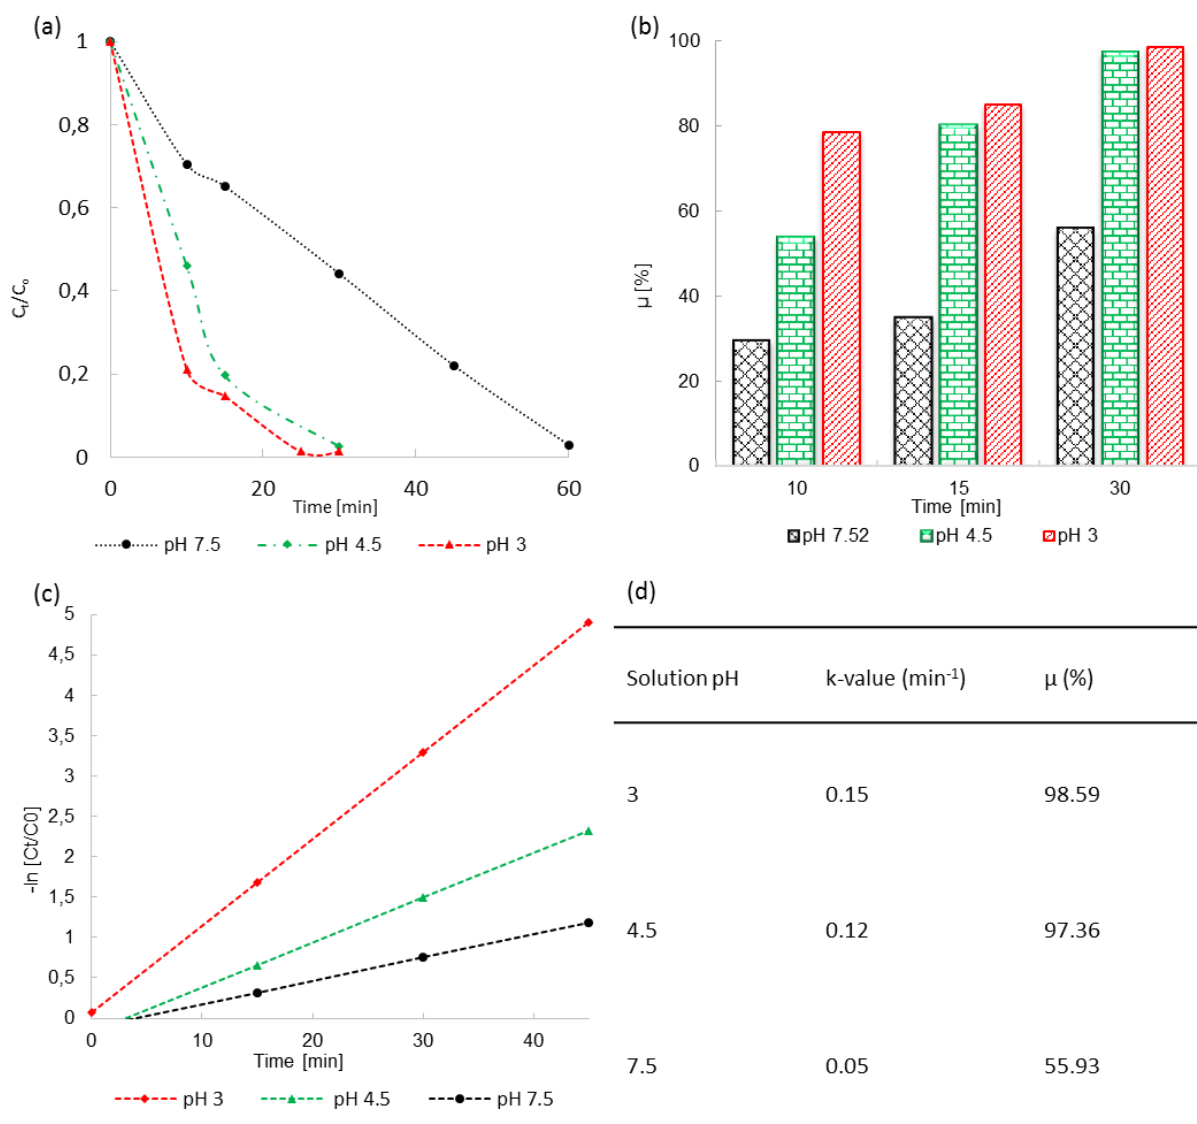 (a)
1
0,8
0,6
0,4
0,2
0
Ct/Co
0 20 40 60
Time [min]
pH 7.5 pH 4.5 pH 3
(b)
100
80
60
40
20
0
μ [%]
10 15 30
Time [min]
pH 7.52 pH 4.5 pH 3
(c)
5
4,5
4
3,5
3
2,5
2
1,5
1
0,5
0
-ln [Ct/C0]
0 10 20 30 40
Time [min]
pH 3 pH 4.5 pH 7.5
(d)
Solution pH k-value (min-1) μ (%)
3 0.15 98.59
4.5 0.12 97.36
7.5 0.05 55.93